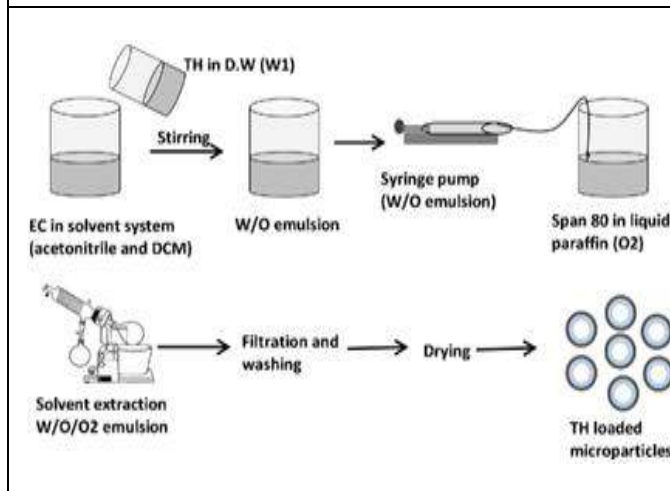 TH in D.W (W1)
Stirring
EC in solvent system
(acetonitrile and DCM)
W/O emulsion
Syringe pump
(W/O emulsion)
Span 80 in liquid
paraffin (O2)
Solvent extraction
W/O/O2 emulsion
Filtration and
washing
Drying
TH loaded
microparticles